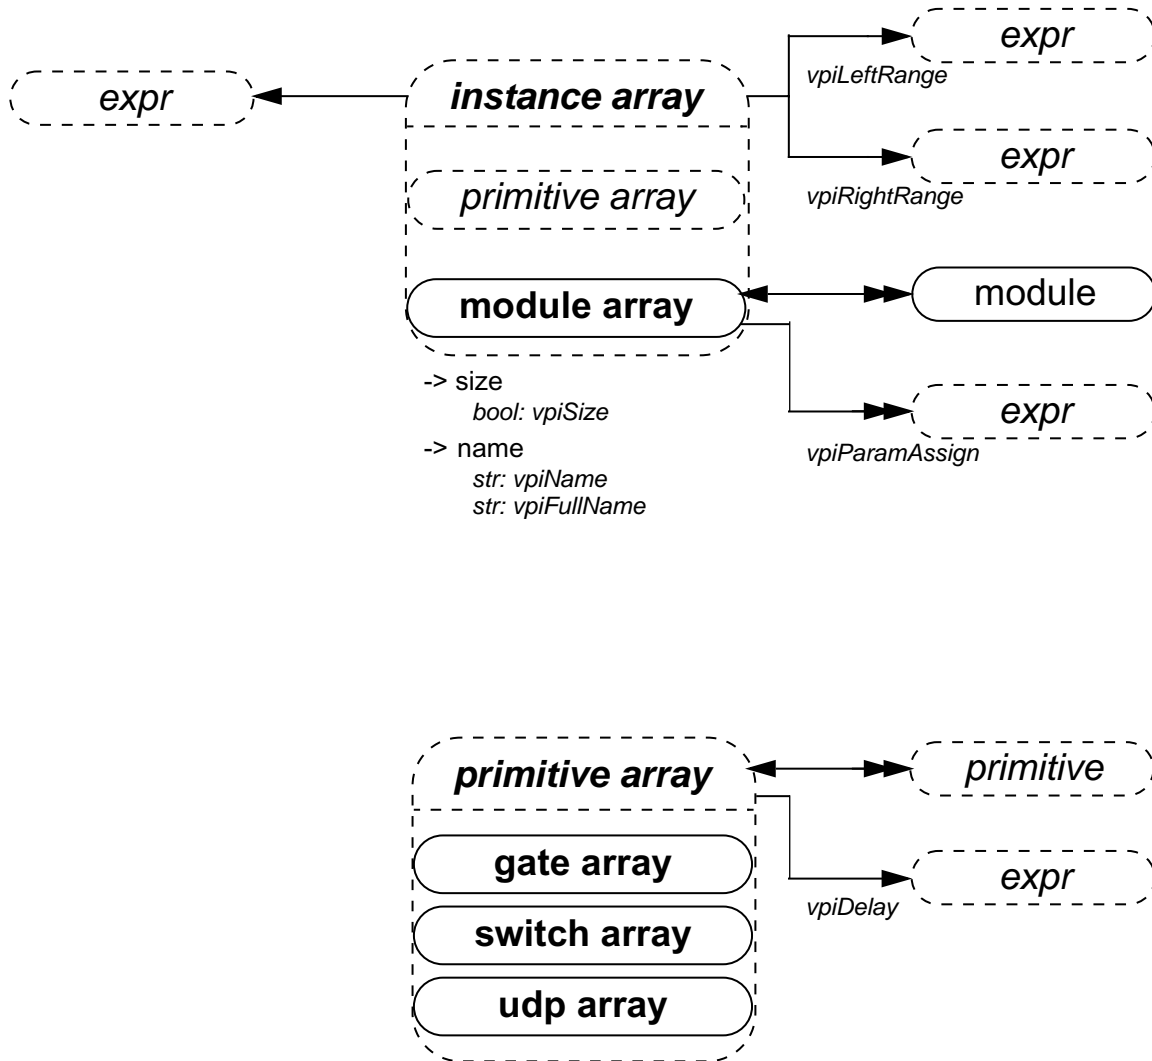 expr
vpiLeftRange
expr
instance array
expr
vpiRightRange
primitive array
module array
module
-> size
bool: vpiSize
-> name
str: vpiName
str: vpiFullName
expr
vpiParamAssign
primitive array
primitive
gate array
expr
vpiDelay
switch array
udp array